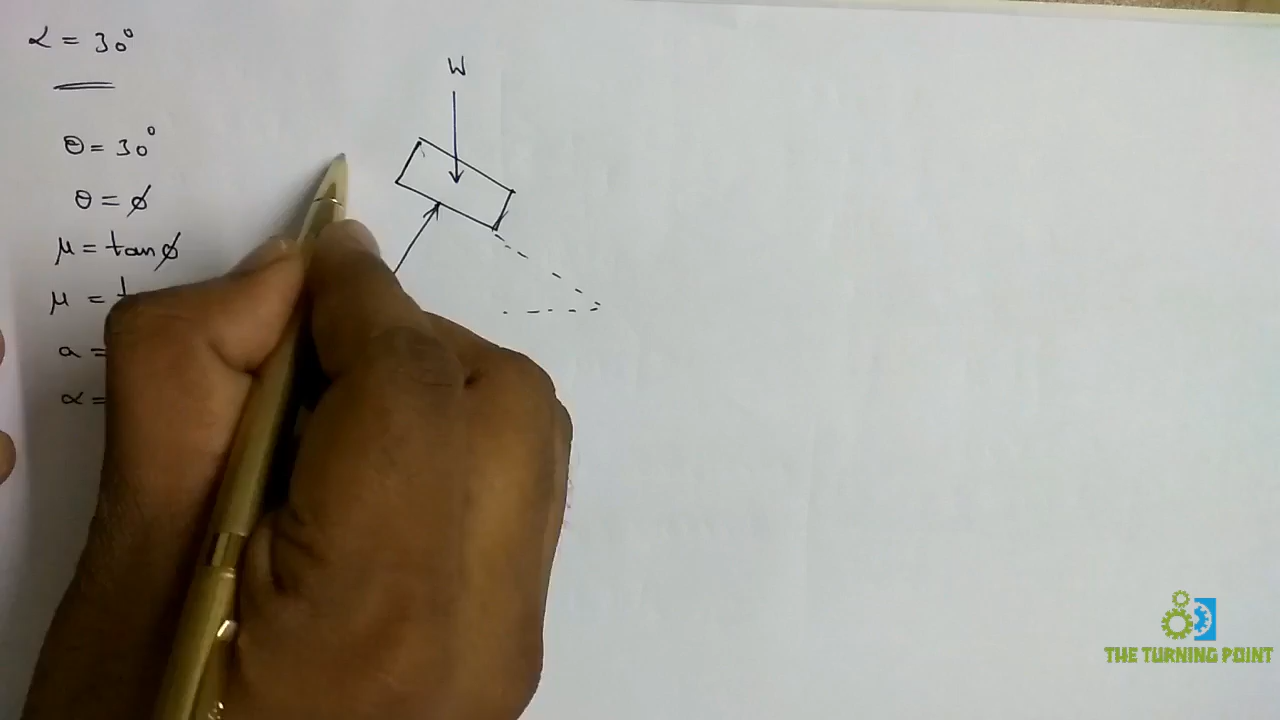 α = 30°
θ = 30°
θ = ϕ
μ = tanϕ
μ =
a =
α =
W
THE TURNING POINT